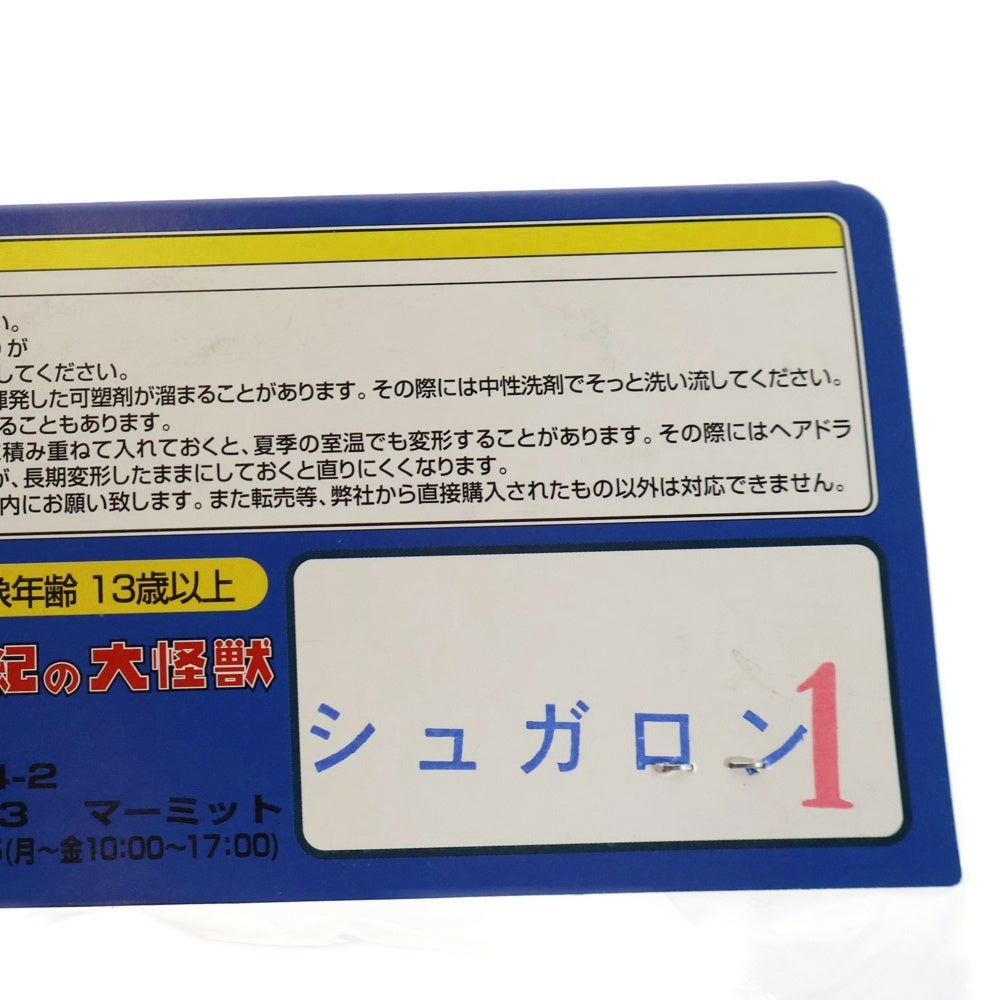 い。
が
してください。
揮発した可塑剤が溜まることがあります。その際には中性洗剤でそっと洗い流してください。
ることもあります。
積み重ねて入れておくと、夏季の室温でも変形することがあります。その際にはヘアドラ
が、長期変形したままにしておくと直りにくくなります。
内にお願い致します。また転売等、弊社から直接購入されたもの以外は対応できません。
象年齢 13歳以上
紀の大怪獣
シュガロン
1
4-2
3 マーミット
(月〜金10:00〜17:00)